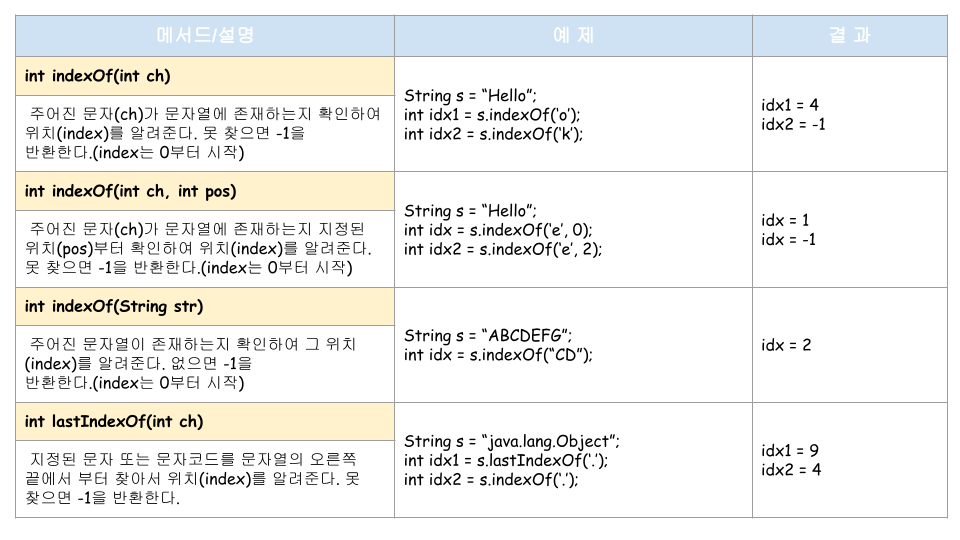 메서드/설명
예 제
결 과
int indexOf(int ch)
주어진 문자(ch)가 문자열에 존재하는지 확인하여
위치(index)를 알려준다. 못 찾으면 -1을
반환한다.(index는 0부터 시작)
String s = “Hello”;
int idx1 = s.indexOf(‘o’);
int idx2 = s.indexOf(‘k’);
idx1 = 4
idx2 = -1
int indexOf(int ch, int pos)
주어진 문자(ch)가 문자열에 존재하는지 지정된
위치(pos)부터 확인하여 위치(index)를 알려준다.
못 찾으면 -1을 반환한다.(index는 0부터 시작)
String s = “Hello”;
int idx = s.indexOf(‘e’, 0);
int idx2 = s.indexOf(‘e’, 2);
idx = 1
idx = -1
int indexOf(String str)
주어진 문자열이 존재하는지 확인하여 그 위치
(index)를 알려준다. 없으면 -1을
반환한다.(index는 0부터 시작)
String s = “ABCDEFG”;
int idx = s.indexOf(“CD”);
idx = 2
int lastIndexOf(int ch)
지정된 문자 또는 문자코드를 문자열의 오른쪽
끝에서 부터 찾아서 위치(index)를 알려준다. 못
찾으면 -1을 반환한다.
String s = “java.lang.Object”;
int idx1 = s.lastIndexOf(‘.’);
int idx2 = s.indexOf(‘.’);
idx1 = 9
idx2 = 4